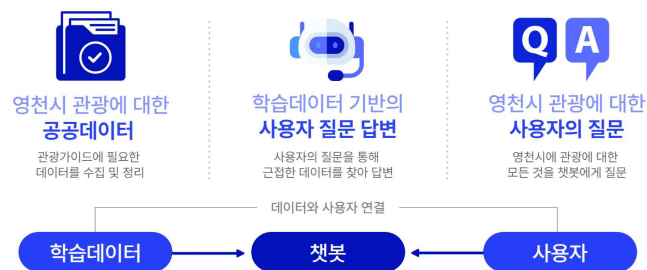 Q A
영천시 관광에 대한
공공데이터
관광가이드에 필요한
데이터를 수집 및 정리
학습데이터 기반의
사용자 질문 답변
사용자의 질문을 통해
근접한 데이터를 찾아 답변
영천시 관광에 대한
사용자의 질문
영천시에 관광에 대한
모든 것을 챗봇에게 질문
데이터와 사용자 연결
학습데이터
챗봇
사용자